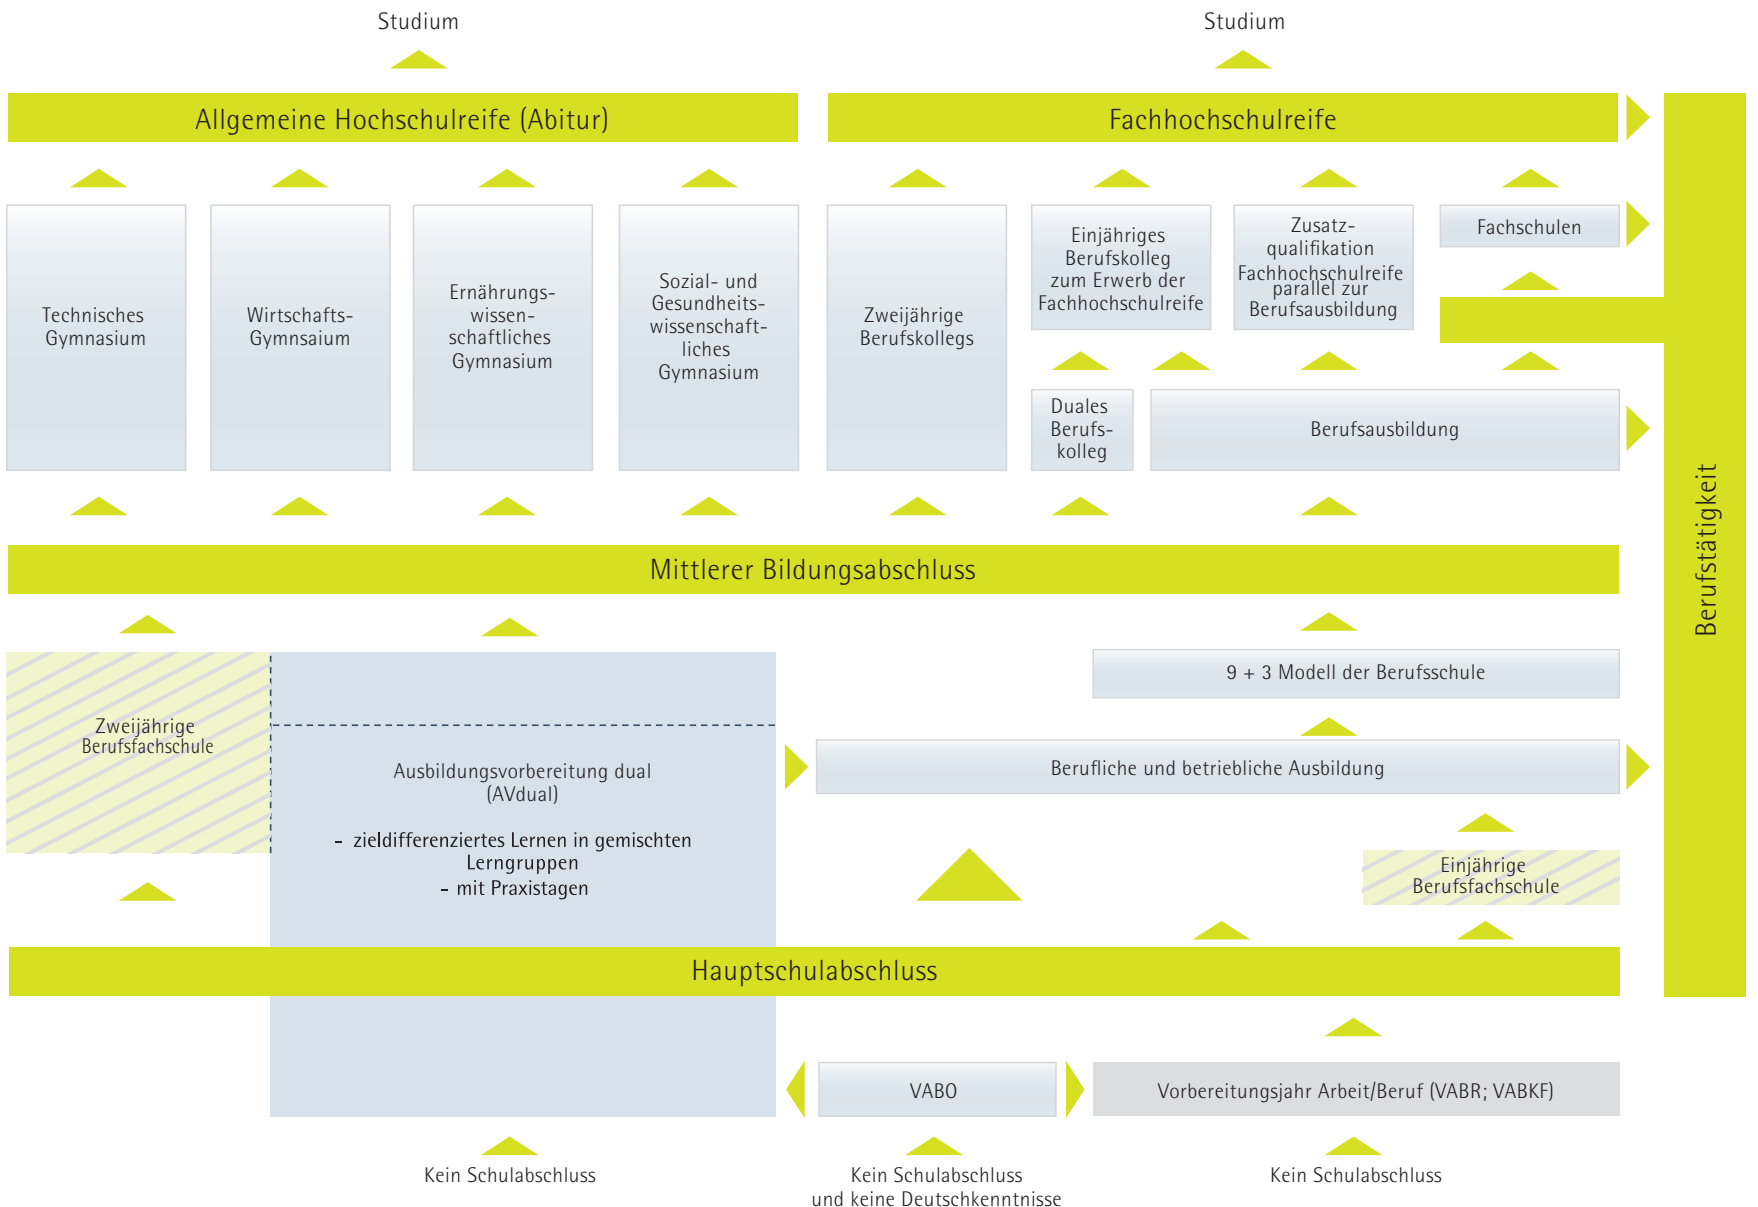 Studium
Studium
Allgemeine Hochschulreife (Abitur)
Fachhochschulreife
Technisches
Gymnasium
Wirtschafts-
Gymnsaium
Ernährungs-
wissen-
schaftliches
Gymnasium
Sozial- und
Gesundheits-
wissenschaft-
liches
Gymnasium
Zweijährige
Berufskollegs
Einjähriges
Berufskolleg
zum Erwerb der
Fachhochschulreife
Zusatz-
qualifikation
Fachhochschulreife
parallel zur
Berufsausbildung
Fachschulen
Duales
Berufs-
kolleg
Berufsausbildung
Berufstätigkeit
Mittlerer Bildungsabschluss
Zweijährige
Berufsfachschule
Ausbildungsvorbereitung dual
(AVdual)
- zieldifferenziertes Lernen in gemischten
Lerngruppen
- mit Praxistagen
9 + 3 Modell der Berufsschule
Berufliche und betriebliche Ausbildung
Einjährige
Berufsfachschule
Hauptschulabschluss
VABO
Vorbereitungsjahr Arbeit/Beruf (VABR; VABKF)
Kein Schulabschluss
Kein Schulabschluss
und keine Deutschkenntnisse
Kein Schulabschluss